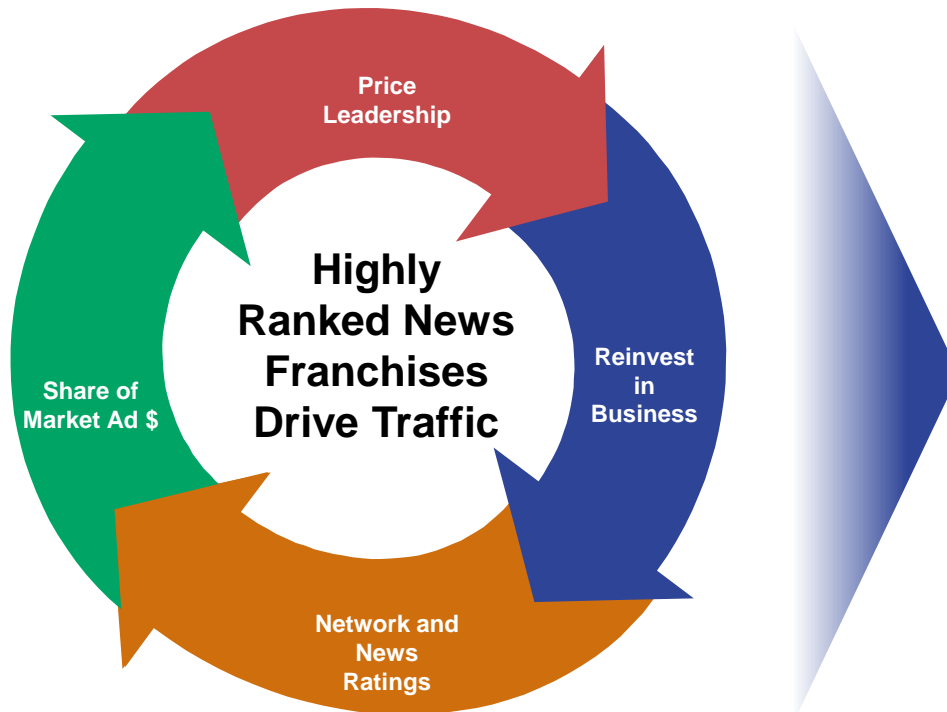 Price
Leadership
Highly
Ranked News
Franchises
Drive Traffic
Reinvest
in
Business
Share of
Market Ad $
Network and
News
Ratings